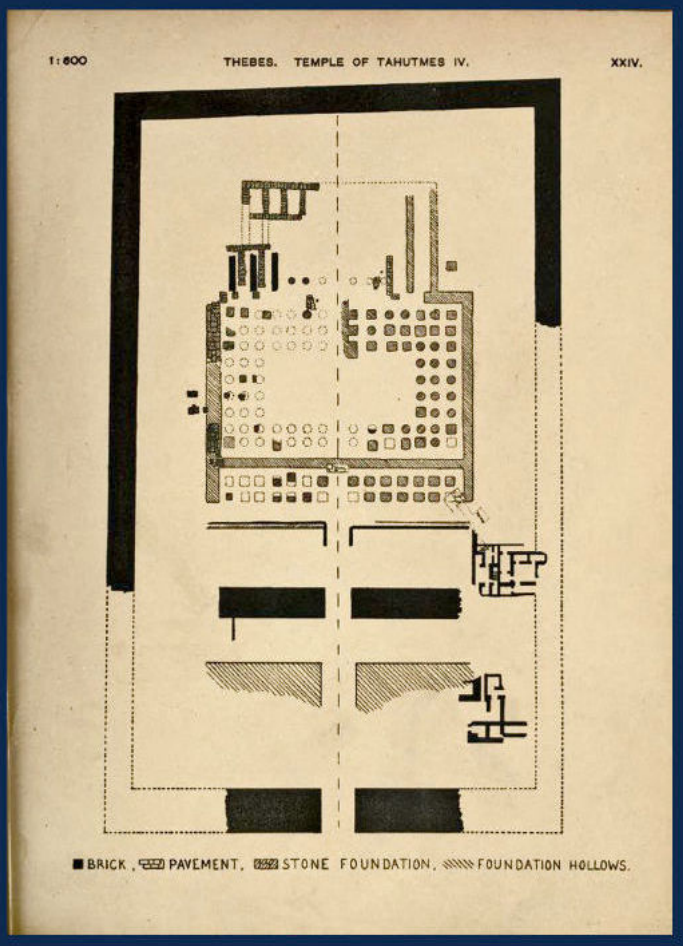 1:600 THEBES. TEMPLE OF TAHUTMES IV. XXIV.
BRICK, PAVEMENT, STONE FOUNDATION, FOUNDATION HOLLOWS.